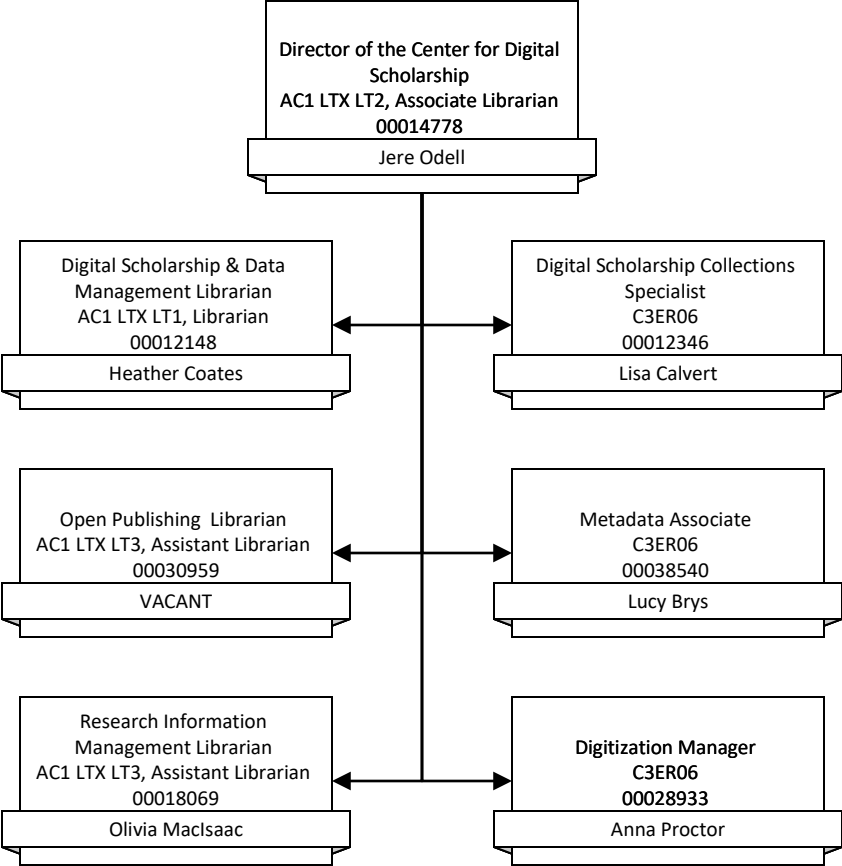 Director of the Center for Digital
Scholarship
AC1 LTX LT2, Associate Librarian
00014778
Jere Odell
Digital Scholarship & Data
Management Librarian
AC1 LTX LT1, Librarian
00012148
Heather Coates
Digital Scholarship Collections
Specialist
C3ER06
00012346
Lisa Calvert
Open Publishing  Librarian
AC1 LTX LT3, Assistant Librarian
00030959
VACANT
Metadata Associate
C3ER06
00038540
Lucy Brys
Research Information
Management Librarian
AC1 LTX LT3, Assistant Librarian
00018069
Olivia MacIsaac
Digitization Manager
C3ER06
00028933
Anna Proctor